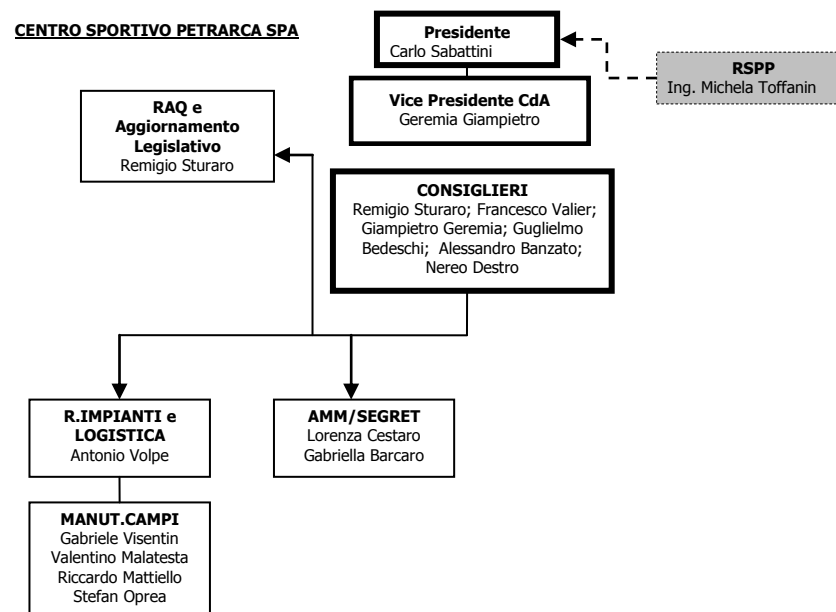 CENTRO SPORTIVO PETRARCA SPA
Presidente
Carlo Sabattini
RSPP
Ing. Michela Toffanin
Vice Presidente CdA
Geremia Giampietro
RAQ e
Aggiornamento
Legislativo
Remigio Sturaro
CONSIGLIERI
Remigio Sturaro; Francesco Valier;
Giampietro Geremia; Guglielmo
Bedeschi; Alessandro Banzato;
Nereo Destro
R.IMPIANTI e
LOGISTICA
Antonio Volpe
AMM/SEGRET
Lorenza Cestaro
Gabriella Barcaro
MANUT.CAMPI
Gabriele Visentin
Valentino Malatesta
Riccardo Mattiello
Stefan Oprea